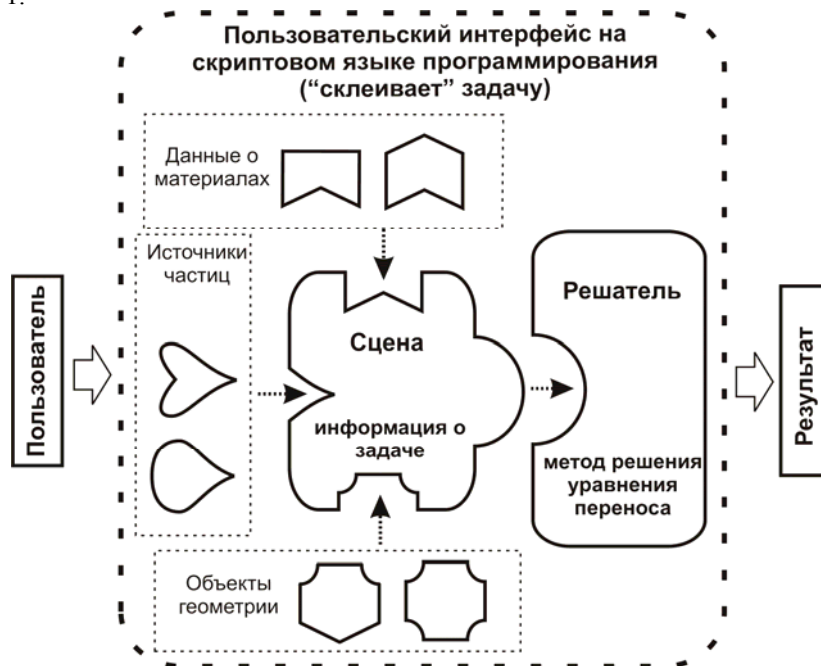 Пользовательский интерфейс на
скриптовом языке программирования
(“склеивает” задачу)
Данные о
материалах
Источники
частиц
Пользователь
Сцена
информация о
задаче
Решатель
метод решения
уравнения
переноса
Результат
Объекты
геометрии